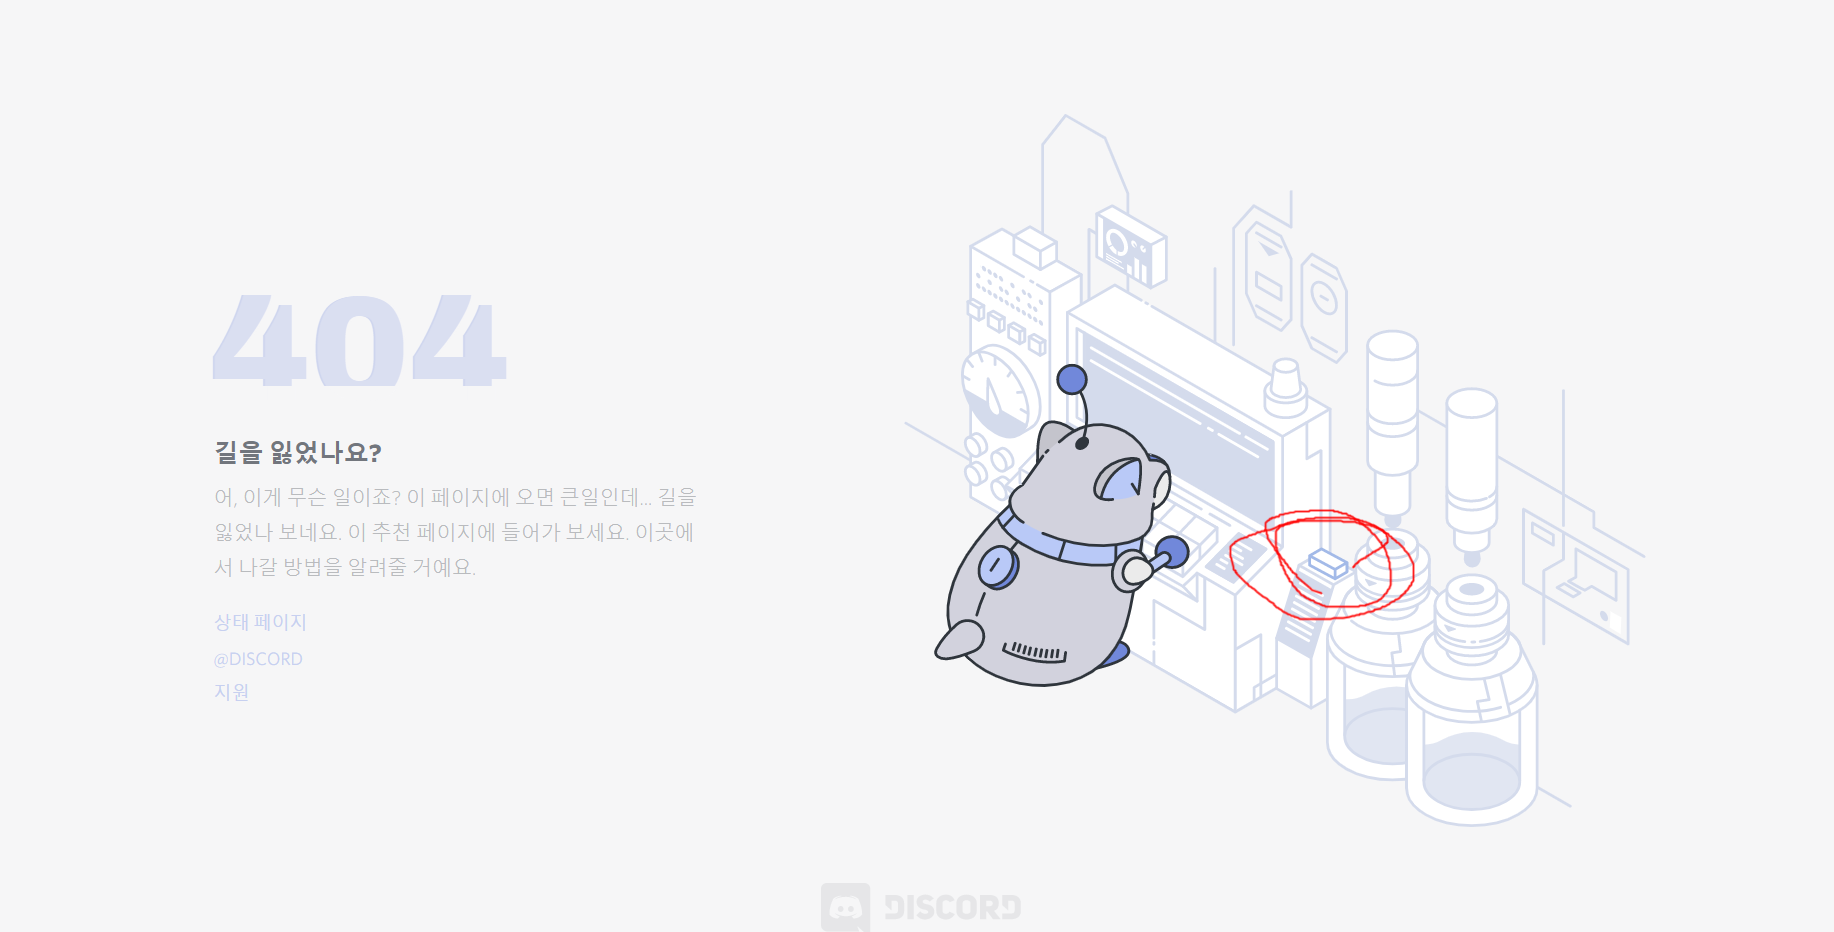 404
길을 잃었나요?
어, 이게 무슨 일이죠? 이 페이지에 오면 큰일인데... 길을
잃었나 보네요. 이 추천 페이지에 들어가 보세요. 이곳에
서 나갈 방법을 알려줄 거예요.
상태 페이지
@DISCORD
지원
DISCORD